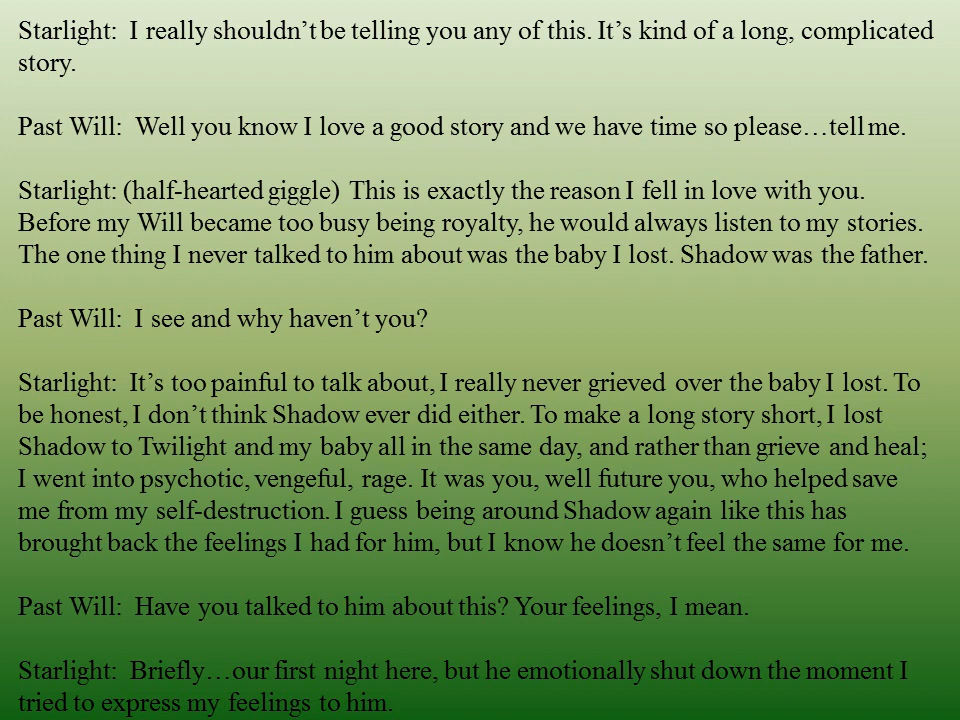 Starlight:  I really shouldn’t be telling you any of this. It’s kind of a long, complicated
story.
Past Will:  Well you know I love a good story and we have time so please…tell me.
Starlight: (half-hearted giggle) This is exactly the reason I fell in love with you.
Before my Will became too busy being royalty, he would always listen to my stories.
The one thing I never talked to him about was the baby I lost. Shadow was the father.
Past Will:  I see and why haven’t you?
Starlight:  It’s too painful to talk about, I really never grieved over the baby I lost. To
be honest, I don’t think Shadow ever did either. To make a long story short, I lost
Shadow to Twilight and my baby all in the same day, and rather than grieve and heal;
I went into psychotic, vengeful, rage. It was you, well future you, who helped save
me from my self-destruction. I guess being around Shadow again like this has
brought back the feelings I had for him, but I know he doesn’t feel the same for me.
Past Will:  Have you talked to him about this? Your feelings, I mean.
Starlight:  Briefly…our first night here, but he emotionally shut down the moment I
tried to express my feelings to him.